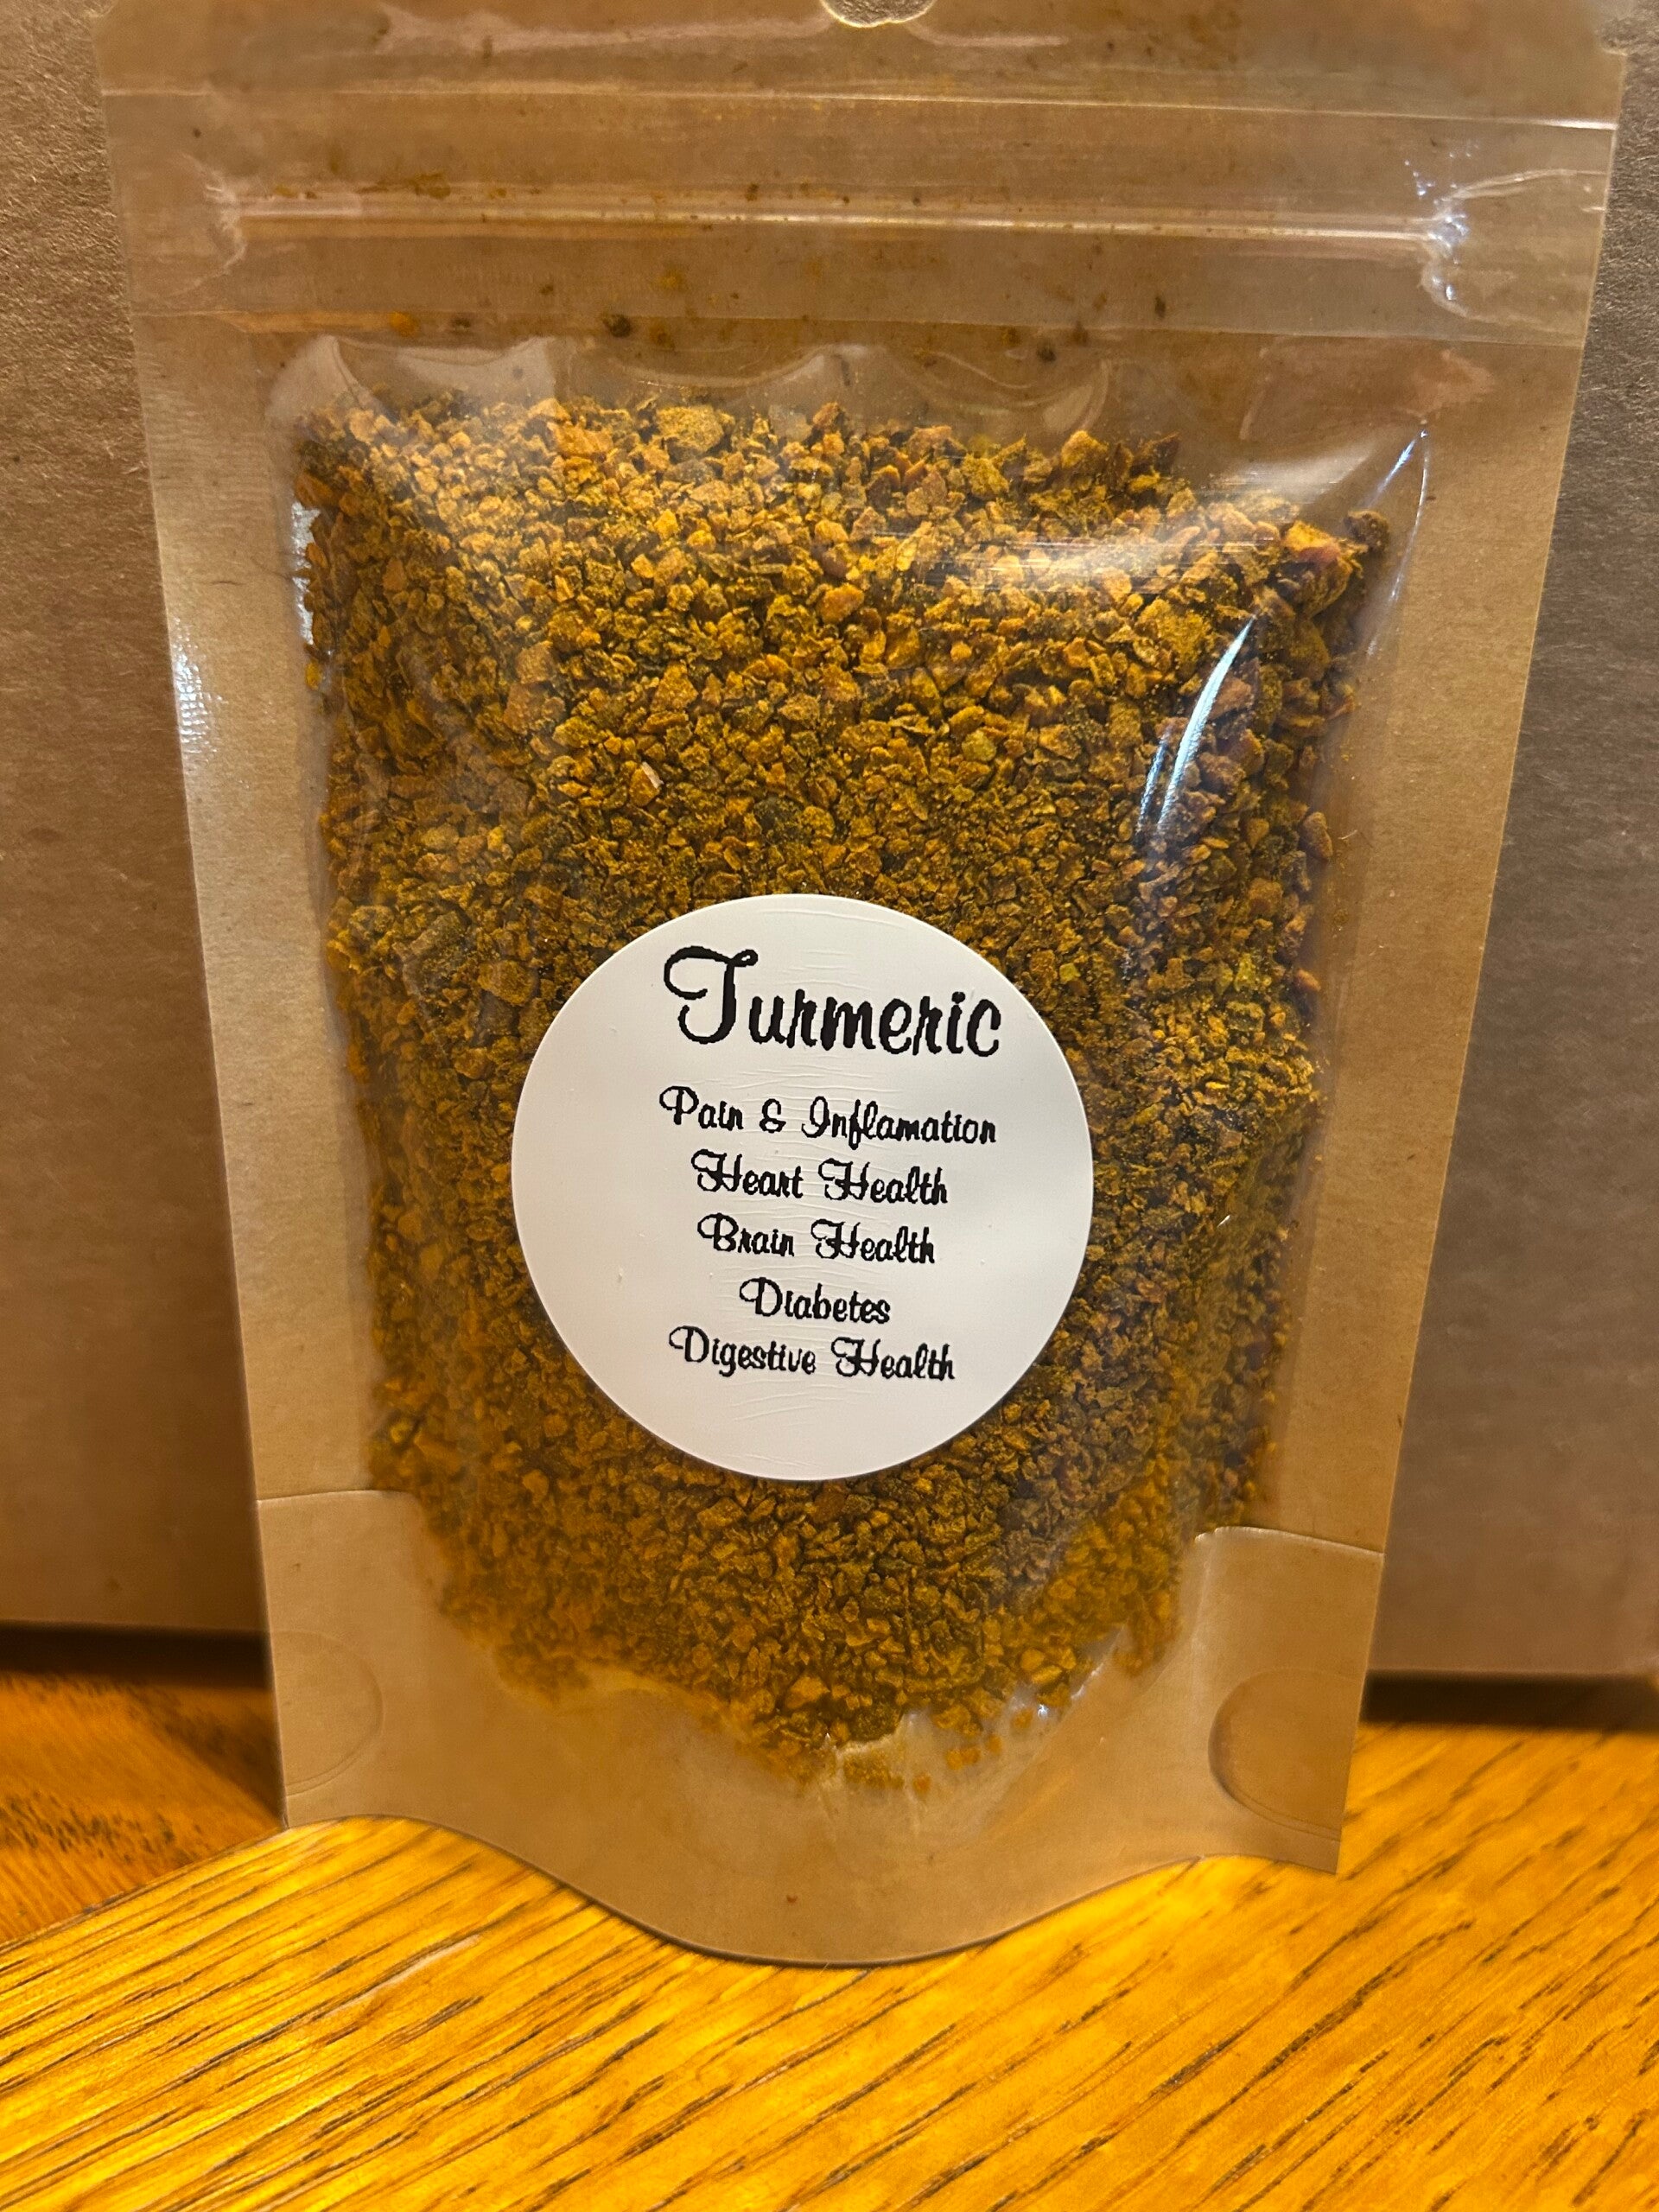 Turmeric
Pain & Inflamation
Heart Health
Brain Health
Diabetes
Digestive Health